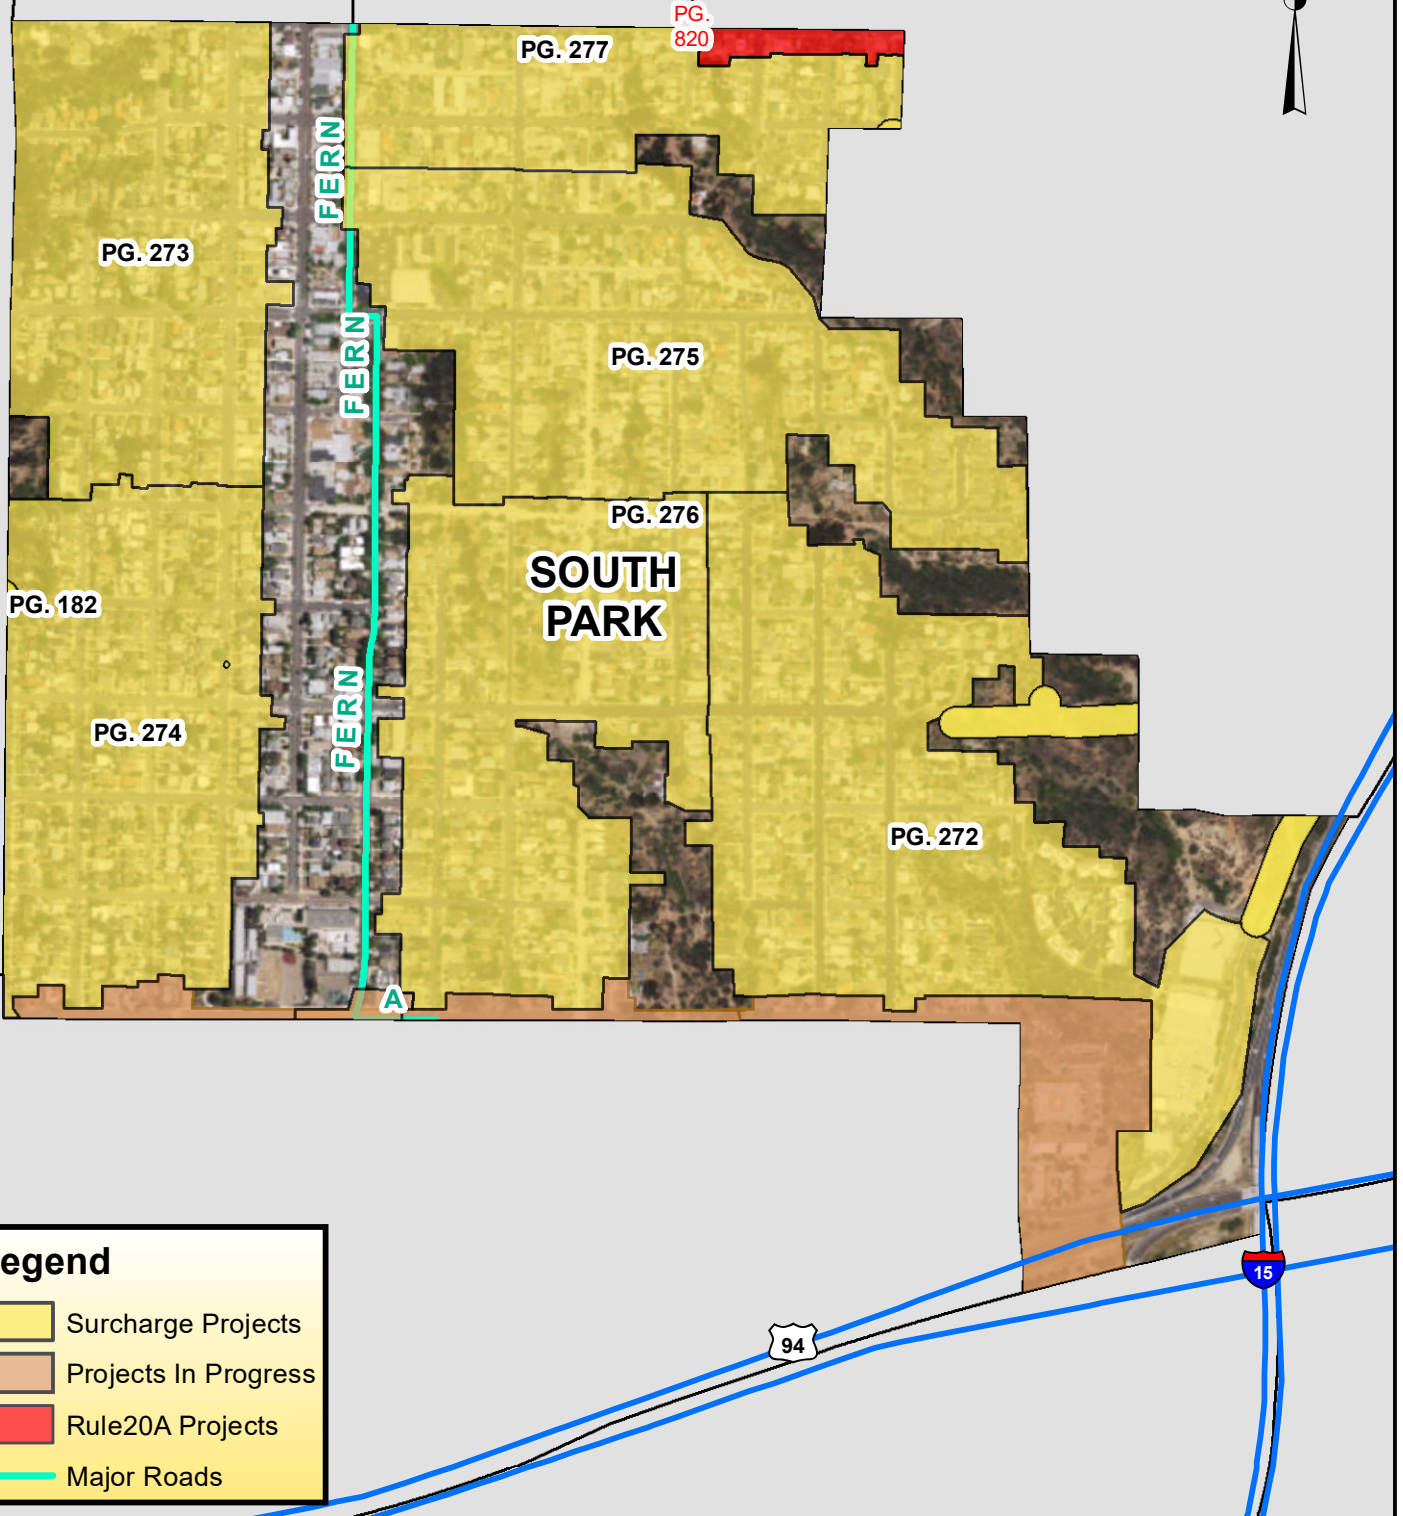 PG.
820
PG. 277
FERN
PG. 273
FERN
PG. 275
PG. 276
SOUTH
PARK
PG. 182
FERN
PG. 274
PG. 272
A
egend
Surcharge Projects
Projects In Progress
Rule20A Projects
Major Roads
15
94